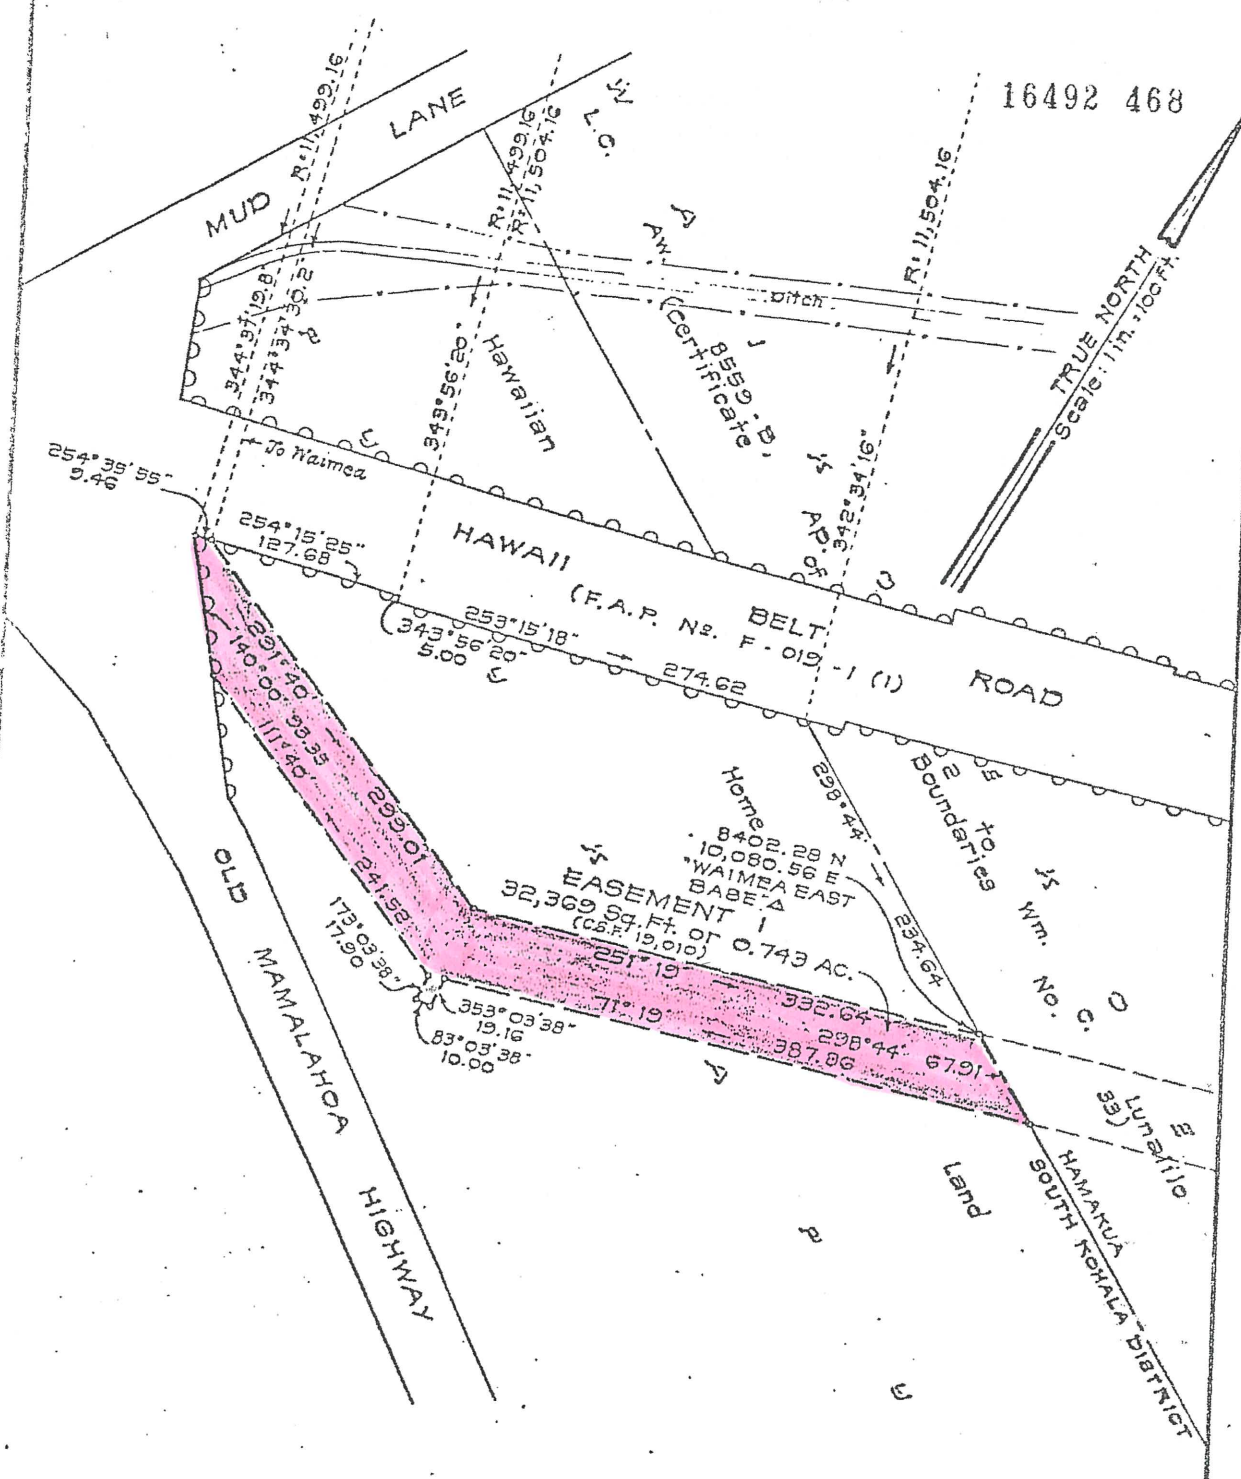 16492 468
MUD LANE
R=11,499.16
R=11,499.16
R=11,504.16
R=11,504.16
L.C.
Aw.
8559-B,
Ap. of
(Certificate
Ditch
TRUE NORTH
Scale: 1 in. = 100 Ft.
344°37'19.8"
344°34'30.2"
343°56'20"
342°34'16"
Hawaiian
To Waimea
254°39'55"
9.46
254°15'25"
127.68
343°56'20"
5.00
253°15'18"
274.62
HAWAII BELT ROAD
(F.A.P. No. F-019-1 (1)
291°40'
299.01
140°00' 93.35
111°40'
241.52
173°03'38"
17.90
353°03'38"
19.16
83°03'38"
10.00
Home
8402.28 N
10,080.56 E
"WAIMEA EAST
BASE" Δ
EASEMENT 1
32,369 Sq.Ft. or 0.743 AC.
(C.S.F. 19,010)
251°19'
332.64
71°19'
387.86
298°44'
67.91
298°44'
234.64
Boundaries
to
Wm. C.
No.
Lunalilo
33)
Land
HAMAKUA
SOUTH KOHALA DISTRICT
OLD MAMALAHOA HIGHWAY